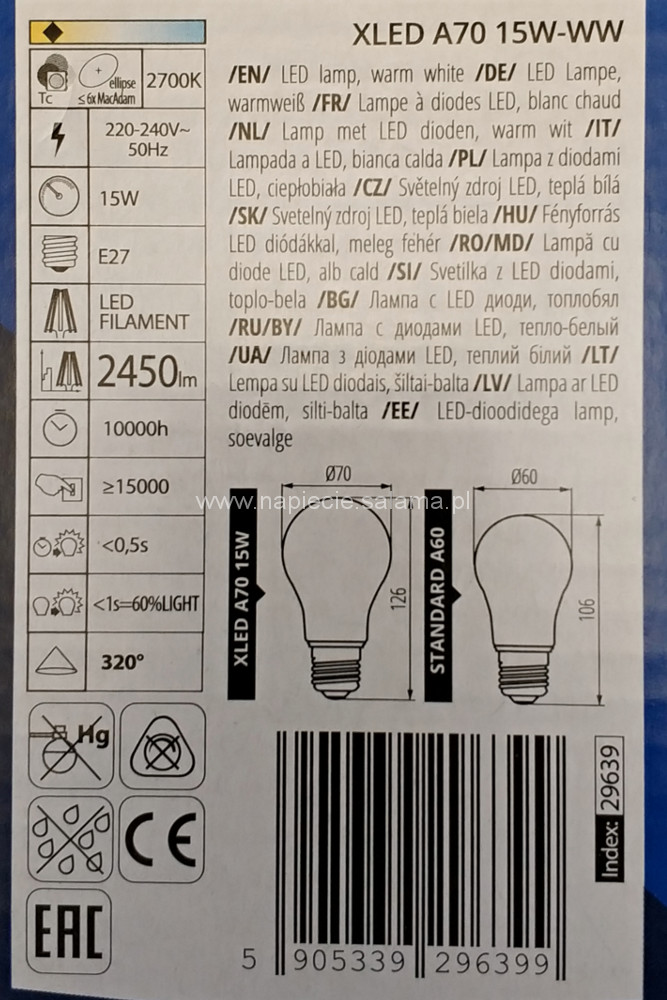 XLED A70 15W-WW
Tc
ellipse
≤ 6x MacAdam
2700K
220-240V~
50Hz
15W
E27
LED
FILAMENT
2450lm
10000h
≥15000
<0,5s
<1s=60%LIGHT
320°
/EN/ LED lamp, warm white /DE/ LED Lampe,
warmweiß /FR/ Lampe à diodes LED, blanc chaud
/NL/ Lamp met LED dioden, warm wit /IT/
Lampada a LED, bianca calda /PL/ Lampa z diodami
LED, ciepłobiała /CZ/ Světelný zdroj LED, teplá bílá
/SK/ Svetelný zdroj LED, teplá biela /HU/ Fényforrás
LED diódákkal, meleg fehér /RO/MD/ Lampă cu
diode LED, alb cald /SI/ Svetilka z LED diodami,
toplo-bela /BG/ Лампа с LED диоди, топлобял
/RU/BY/ Лампа с диодами LED, тепло-белый
/UA/ Лампа з діодами LED, теплий білий /LT/
Lempa su LED diodais, šiltai-balta /LV/ Lampa ar LED
diodēm, silti-balta /EE/ LED-dioodidega lamp,
soevalge
Ø70
Ø60
www.napiecie.sarama.pl
XLED A70 15W
126
STANDARD A60
106
Hg
CE
EAC
Index: 29639
5 905339 296399